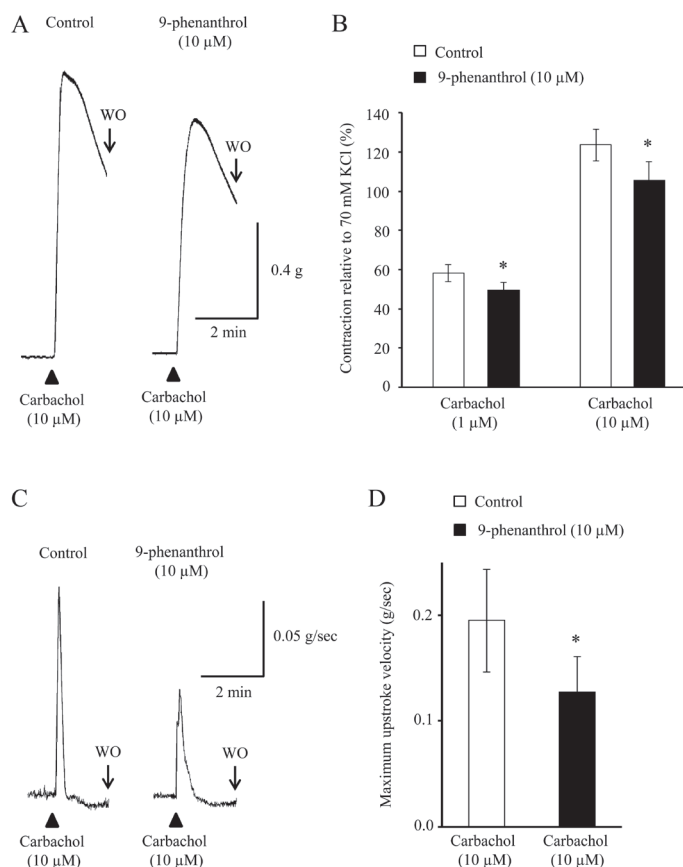 A
Control
9-phenanthrol
(10 µM)
WO
WO
0.4 g
2 min
Carbachol
(10 µM)
Carbachol
(10 µM)
B
Control
9-phenanthrol (10 µM)
Contraction relative to 70 mM KCl (%)
140
120
100
80
60
40
20
0
*
*
Carbachol
(1 µM)
Carbachol
(10 µM)
C
Control
9-phenanthrol
(10 µM)
0.05 g/sec
2 min
WO
WO
Carbachol
(10 µM)
Carbachol
(10 µM)
D
Control
9-phenanthrol (10 µM)
Maximum upstroke velocity (g/sec)
0.2
0.1
0.0
*
Carbachol
(10 µM)
Carbachol
(10 µM)